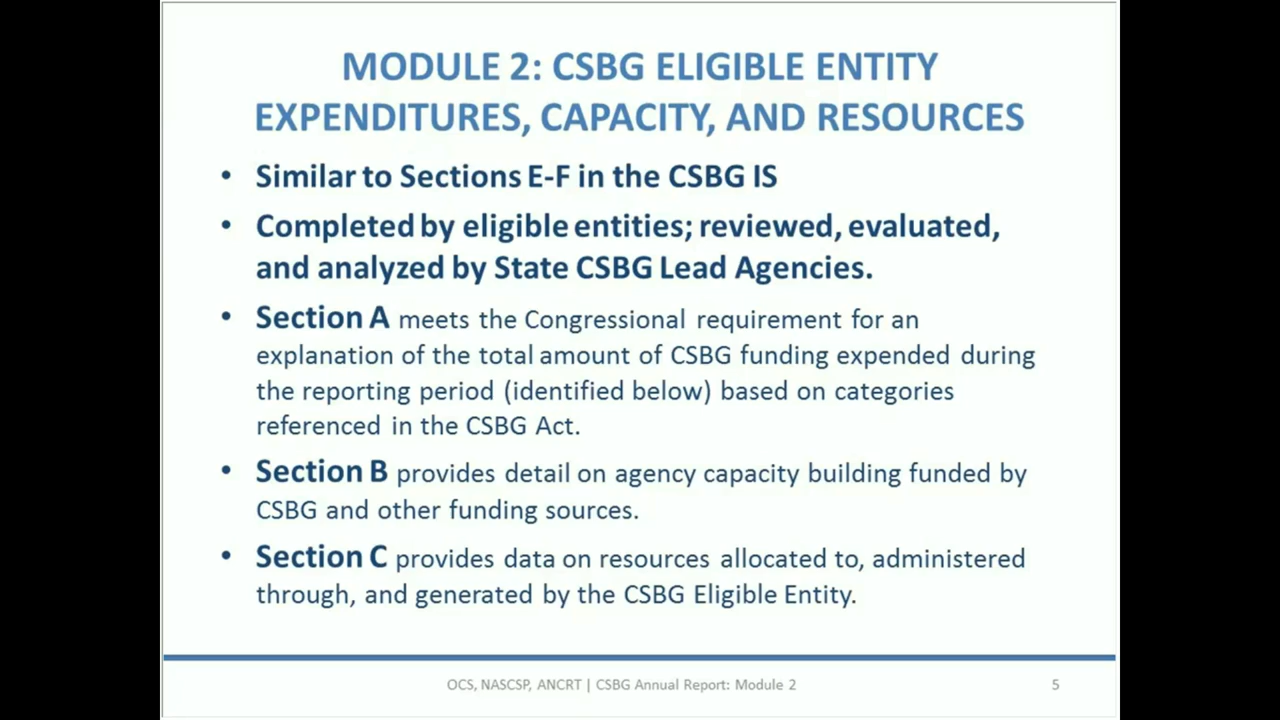 MODULE 2: CSBG ELIGIBLE ENTITY
EXPENDITURES, CAPACITY, AND RESOURCES
• Similar to Sections E-F in the CSBG IS
• Completed by eligible entities; reviewed, evaluated,
and analyzed by State CSBG Lead Agencies.
• Section A meets the Congressional requirement for an
explanation of the total amount of CSBG funding expended during
the reporting period (identified below) based on categories
referenced in the CSBG Act.
• Section B provides detail on agency capacity building funded by
CSBG and other funding sources.
• Section C provides data on resources allocated to, administered
through, and generated by the CSBG Eligible Entity.
OCS, NASCSP, ANCRT | CSBG Annual Report: Module 2 5